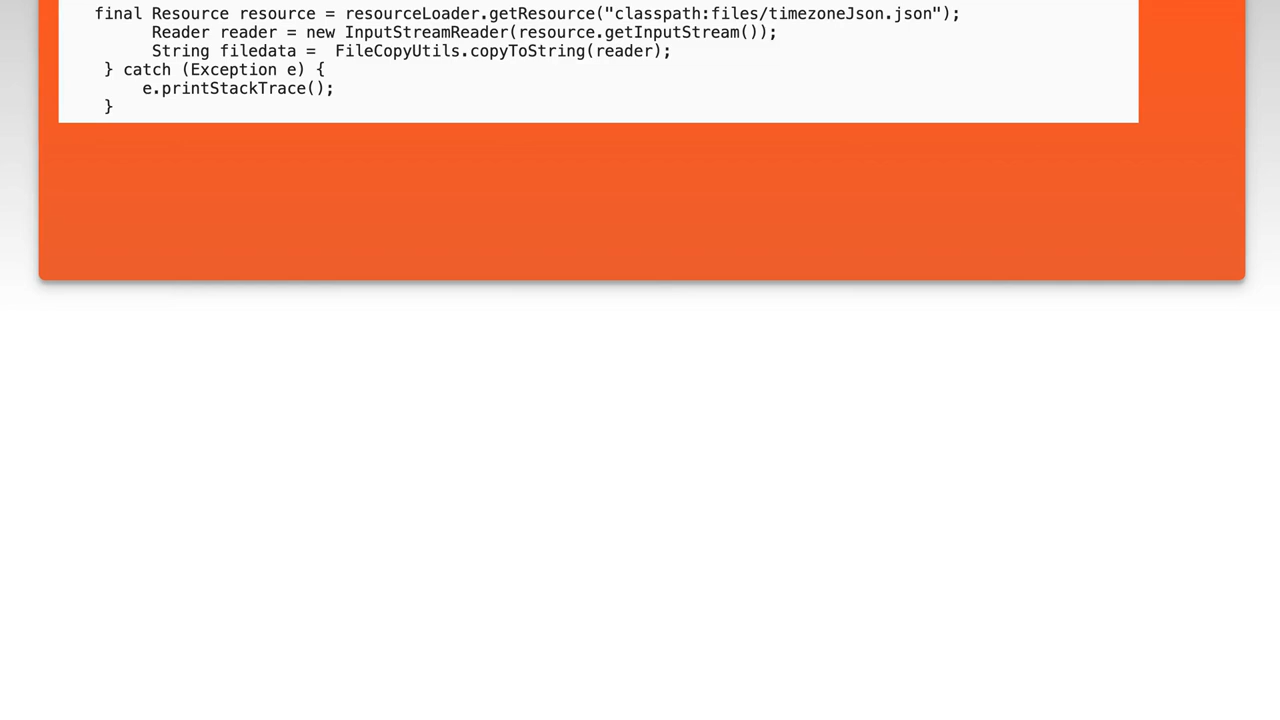 final Resource resource = resourceLoader.getResource("classpath:files/timezoneJson.json");
Reader reader = new InputStreamReader(resource.getInputStream());
String filedata =  FileCopyUtils.copyToString(reader);
} catch (Exception e) {
e.printStackTrace();
}